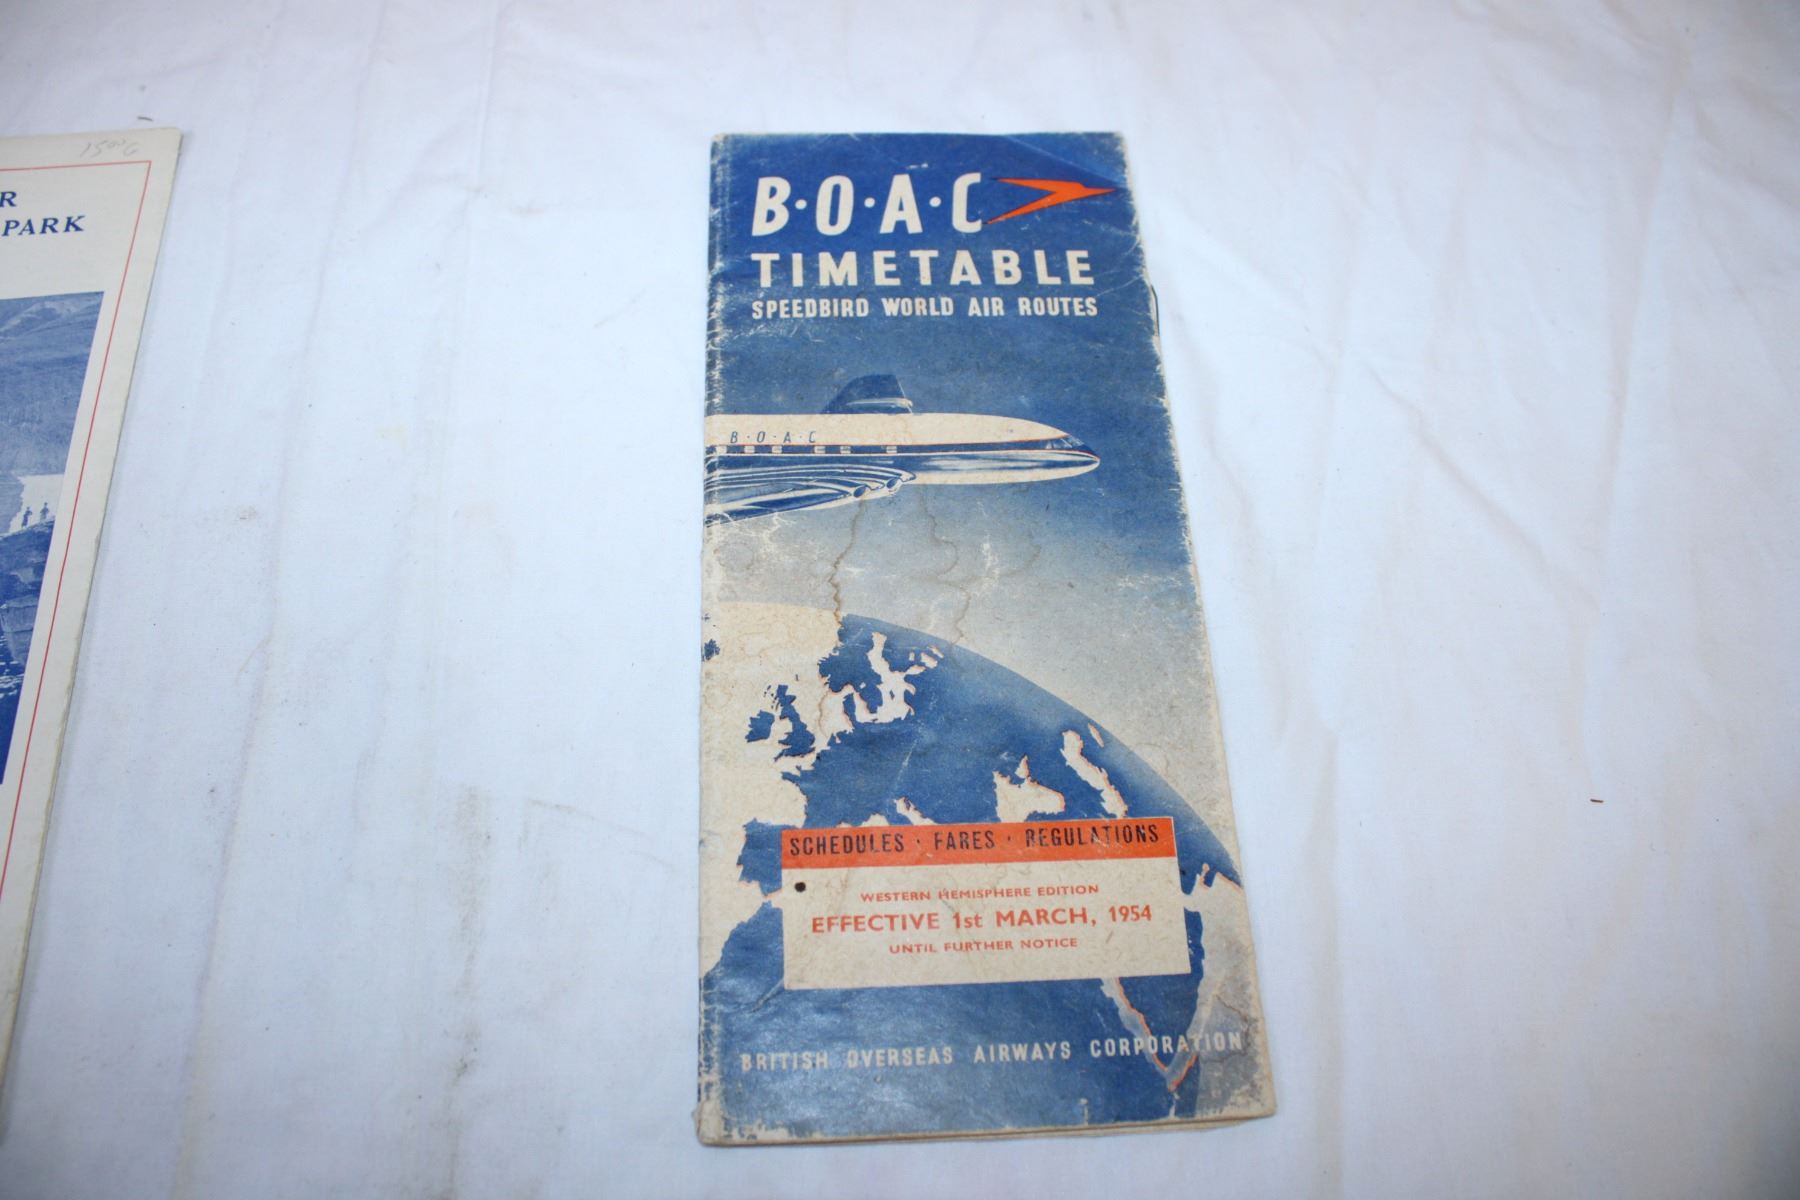 15⁰⁰ G
R
PARK
B·O·A·C
TIMETABLE
SPEEDBIRD WORLD AIR ROUTES
B·O·A·C
SCHEDULES · FARES · REGULATIONS
WESTERN HEMISPHERE EDITION
EFFECTIVE 1st MARCH, 1954
UNTIL FURTHER NOTICE
BRITISH OVERSEAS AIRWAYS CORPORATION